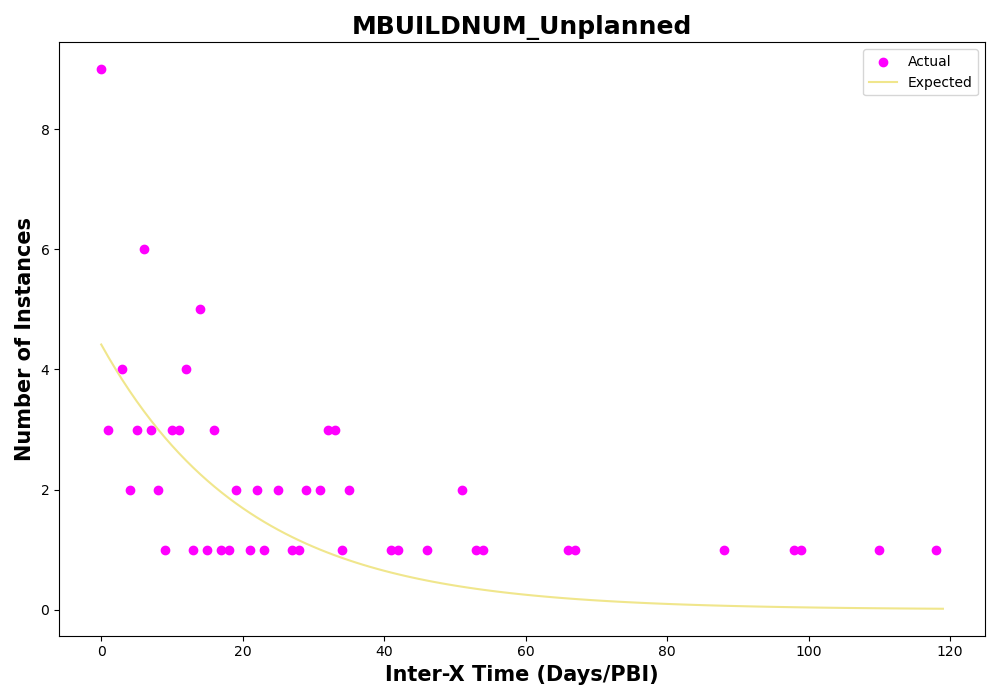 MBUILDNUM_Unplanned
Actual
Expected
8
6
4
2
0
Number of Instances
0 20 40 60 80 100 120
Inter-X Time (Days/PBI)